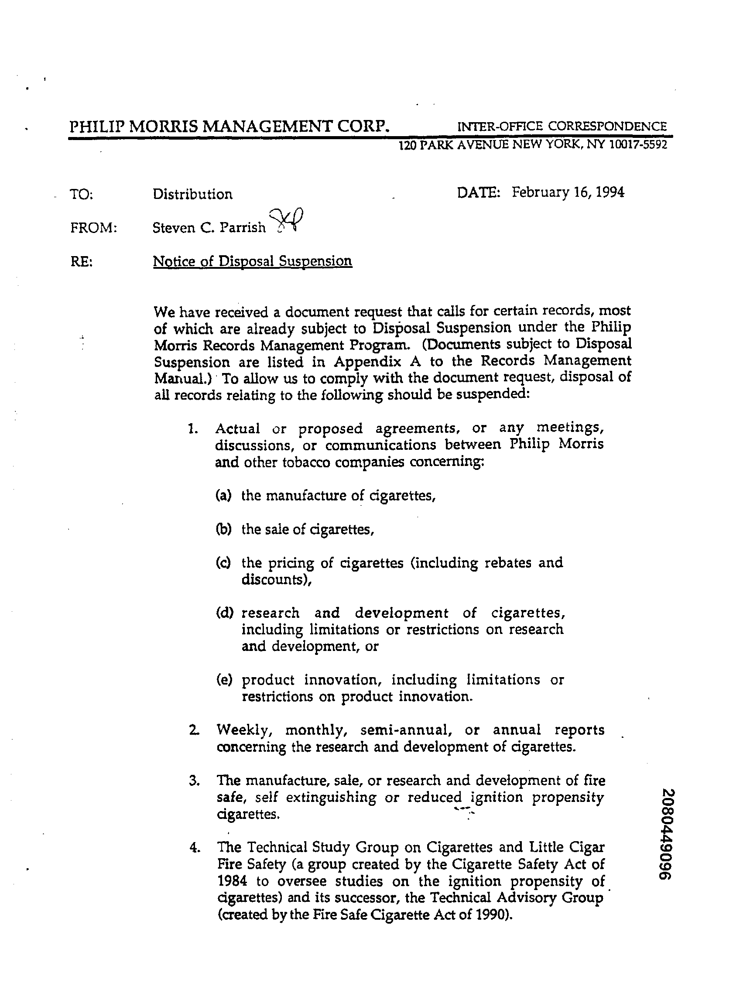 PHILIP MORRIS MANAGEMENT CORP. INTER-OFFICE CORRESPONDENCE
120 PARK AVENUE NEW YORK, NY 10017-5592
TO: Distribution DATE: February 16, 1994
FROM: Steven C. Parrish
RE: Notice of Disposal Suspension
We have received a document request that calls for certain records, most
of which are already subject to Disposal Suspension under the Philip
Morris Records Management Program. (Documents subject to Disposal
Suspension are listed in Appendix A to the Records Management
Manual.) To allow us to comply with the document request, disposal of
all records relating to the following should be suspended:
1. Actual or proposed agreements, or any meetings,
discussions, or communications between Philip Morris
and other tobacco companies concerning:
(a) the manufacture of cigarettes,
(b) the sale of cigarettes,
(c) the pricing of cigarettes (including rebates and
discounts),
(d) research and development of cigarettes,
including limitations or restrictions on research
and development, or
(e) product innovation, including limitations or
restrictions on product innovation.
2. Weekly, monthly, semi-annual, or annual reports
concerning the research and development of cigarettes.
3. The manufacture, sale, or research and development of fire
safe, self extinguishing or reduced ignition propensity
cigarettes.
4. The Technical Study Group on Cigarettes and Little Cigar
Fire Safety (a group created by the Cigarette Safety Act of
1984 to oversee studies on the ignition propensity of
cigarettes) and its successor, the Technical Advisory Group
(created by the Fire Safe Cigarette Act of 1990).
2080449096